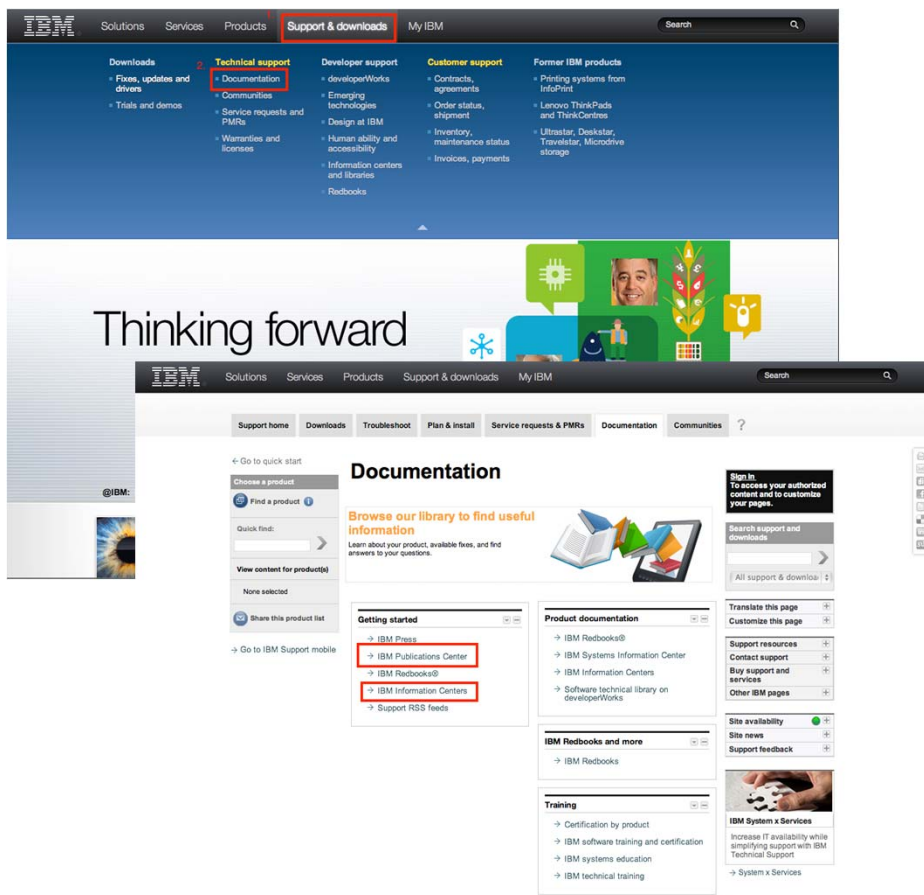 IBM
Solutions Services Products Support & downloads My IBM
Search
1.
2.
Downloads
Fixes, updates and
drivers
Trials and demos
Technical support
Documentation
Communities
Service requests and
PMRs
Warranties and
licenses
Developer support
developerWorks
Emerging
technologies
Design at IBM
Human ability and
accessibility
Information centers
and libraries
Redbooks
Customer support
Contracts,
agreements
Order status,
shipment
Inventory,
maintenance status
Invoices, payments
Former IBM products
Printing systems from
InfoPrint
Lenovo ThinkPads
and ThinkCentres
Ultrastar, Deskstar,
Travelstar, Microdrive
storage
Thinking forward
@IBM:
IBM
Solutions Services Products Support & downloads My IBM
Search
Support home Downloads Troubleshoot Plan & install Service requests & PMRs Documentation Communities ?
Go to quick start
Choose a product
Find a product
Quick find:
View content for product(s)
None selected
Share this product list
Go to IBM Support mobile
Documentation
Browse our library to find useful
information
Learn about your product, available fixes, and find
answers to your questions.
Getting started
IBM Press
IBM Publications Center
IBM Redbooks®
IBM Information Centers
Support RSS feeds
Product documentation
IBM Redbooks®
IBM Systems Information Center
IBM Information Centers
Software technical library on
developerWorks
IBM Redbooks and more
IBM Redbooks
Training
Certification by product
IBM software training and certification
IBM systems education
IBM technical training
Sign in
To access your authorized
content and to customize
your pages.
Search support and
downloads
All support & downloa
Translate this page
Customize this page
Support resources
Contact support
Buy support and
services
Other IBM pages
Site availability
Site news
Support feedback
IBM System x Services
Increase IT availability while
simplifying support with IBM
Technical Support
System x Services